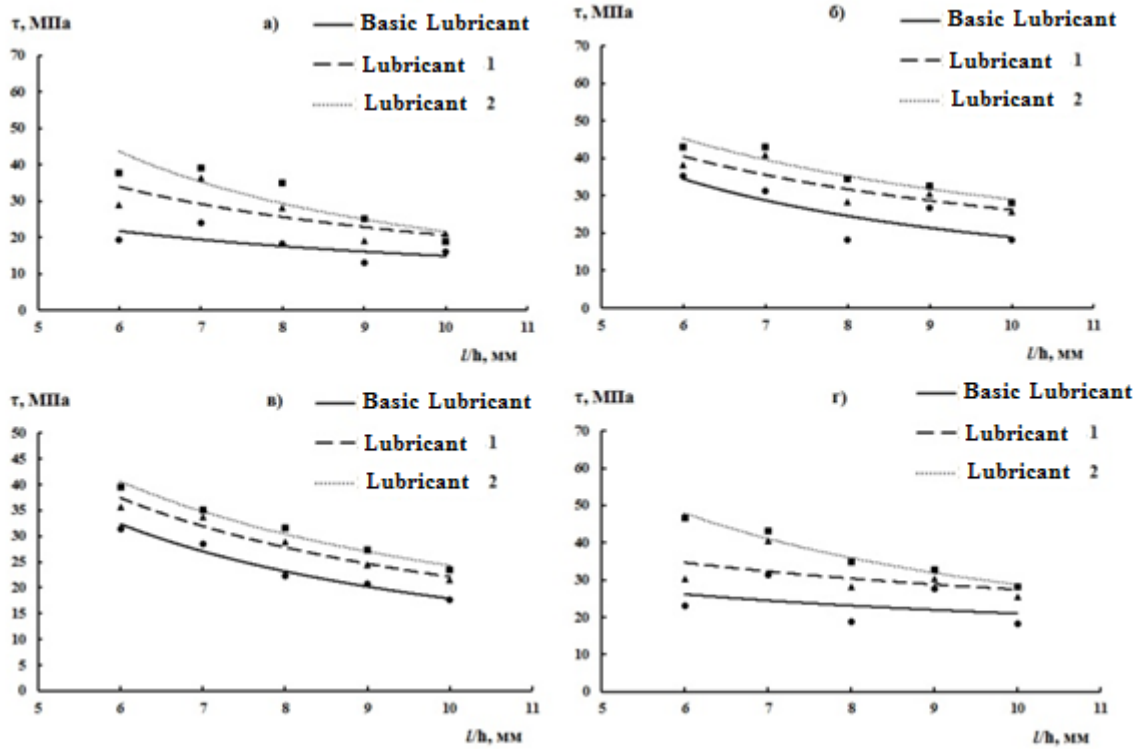 τ, МПа а) Basic Lubricant
Lubricant 1
Lubricant 2
70
60
50
40
30
20
10
0
5 6 7 8 9 10 11
l/h, мм
τ, МПа б) Basic Lubricant
Lubricant 1
Lubricant 2
70
60
50
40
30
20
10
0
5 6 7 8 9 10 11
l/h, мм
τ, МПа в) Basic Lubricant
Lubricant 1
Lubricant 2
50
45
40
35
30
25
20
15
10
5
0
5 6 7 8 9 10 11
l/h, мм
τ, МПа г) Basic Lubricant
Lubricant 1
Lubricant 2
70
60
50
40
30
20
10
0
5 6 7 8 9 10 11
l/h, мм